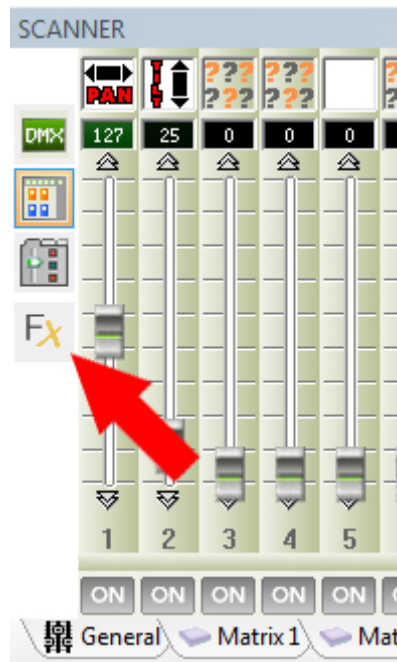 SCANNER
PAN ??? ???
??? ???
DMX 127 25 0 0 0
Fx
1 2 3 4 5
ON ON ON ON ON
General Matrix 1 Mat